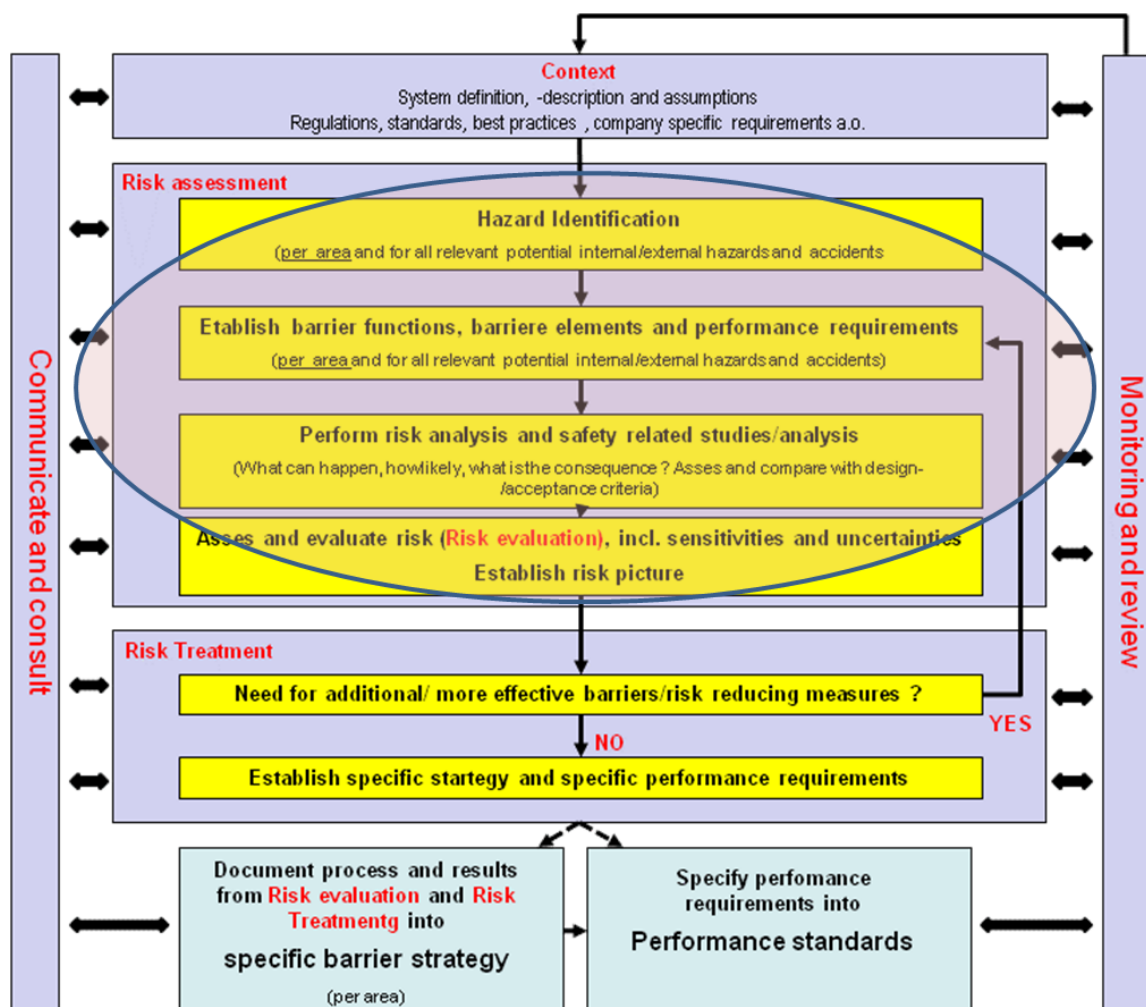 Context
System definition, -description and assumptions
Regulations, standards, best practices , company specific requirements a.o.
Risk assessment
Hazard Identification
(per area and for all relevant potential internal/external hazards and accidents
Etablish barrier functions, barriere elements and performance requirements
(per area and for all relevant potential internal/external hazards and accidents)
Perform risk analysis and safety related studies/analysis
(What can happen, howlikely, what isthe consequence ? Asses and compare with design-
/acceptance criteria)
Asses and evaluate risk (Risk evaluation), incl. sensitivities and uncertainties
Establish risk picture
Communicate and consult
Monitoring and review
Risk Treatment
Need for additional/ more effective barriers/risk reducing measures ?
YES
NO
Establish specific startegy and specific performance requirements
Document process and results
from Risk evaluation and Risk
Treatmentg into
specific barrier strategy
(per area)
Specify perfomance
requirements into
Performance standards